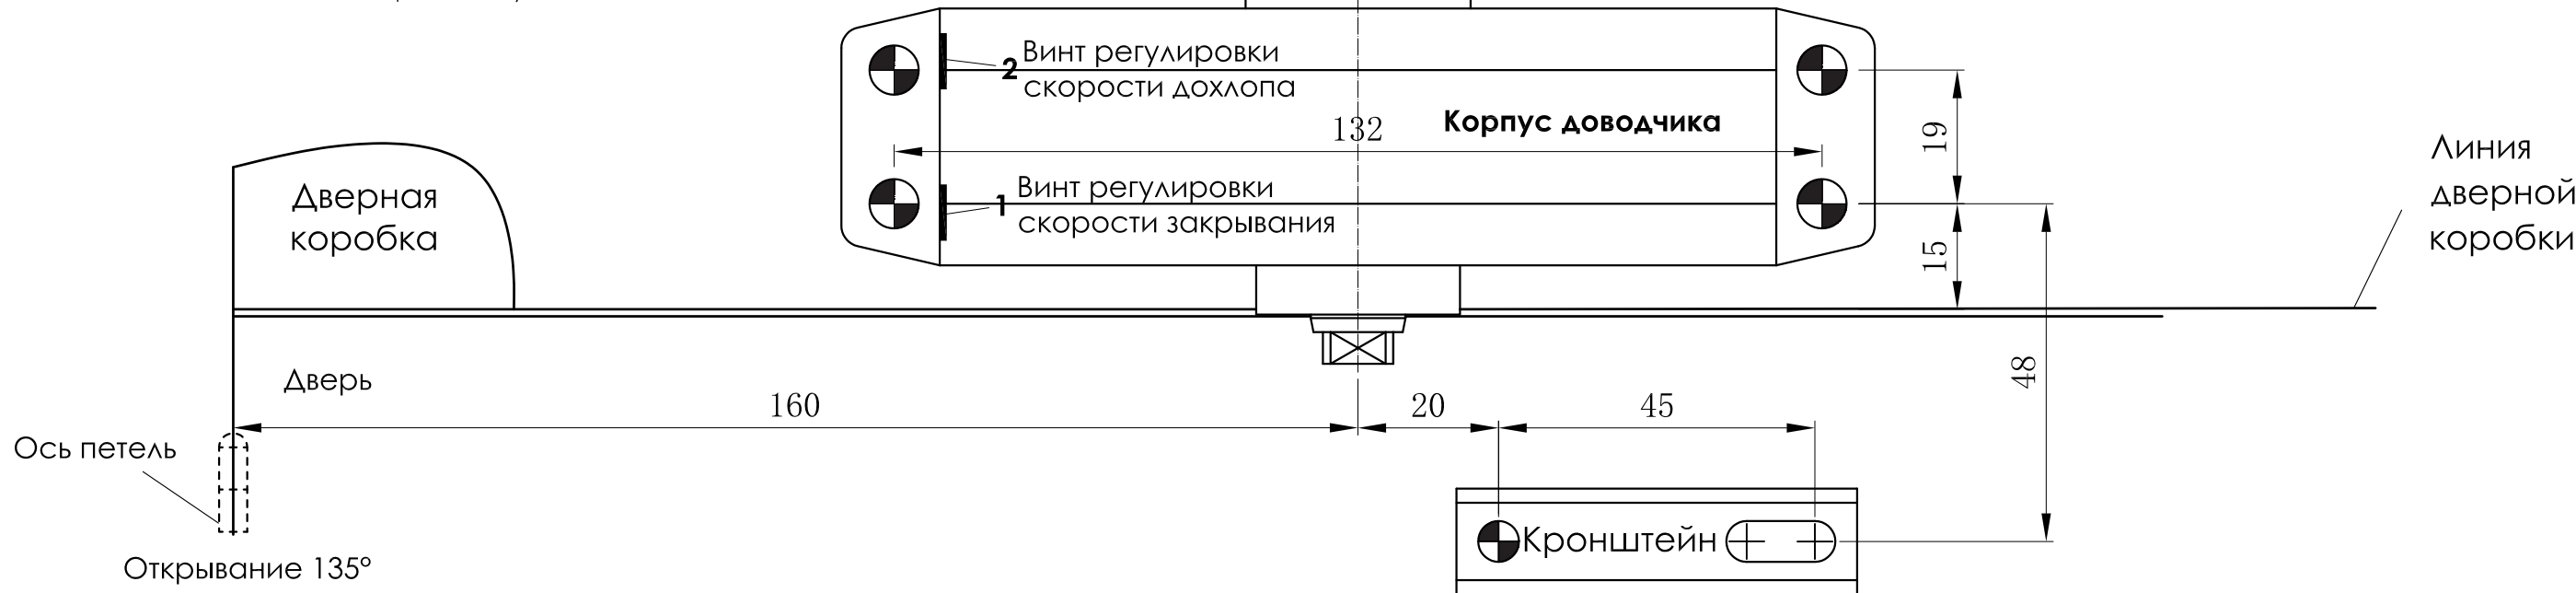 2 Винт регулировки
скорости дохлопа
132
Корпус доводчика
19
Линия
дверной
коробки
Дверная
коробка
1 Винт регулировки
скорости закрывания
15
Дверь
48
160
20
45
Ось петель
Кронштейн
Открывание 135°